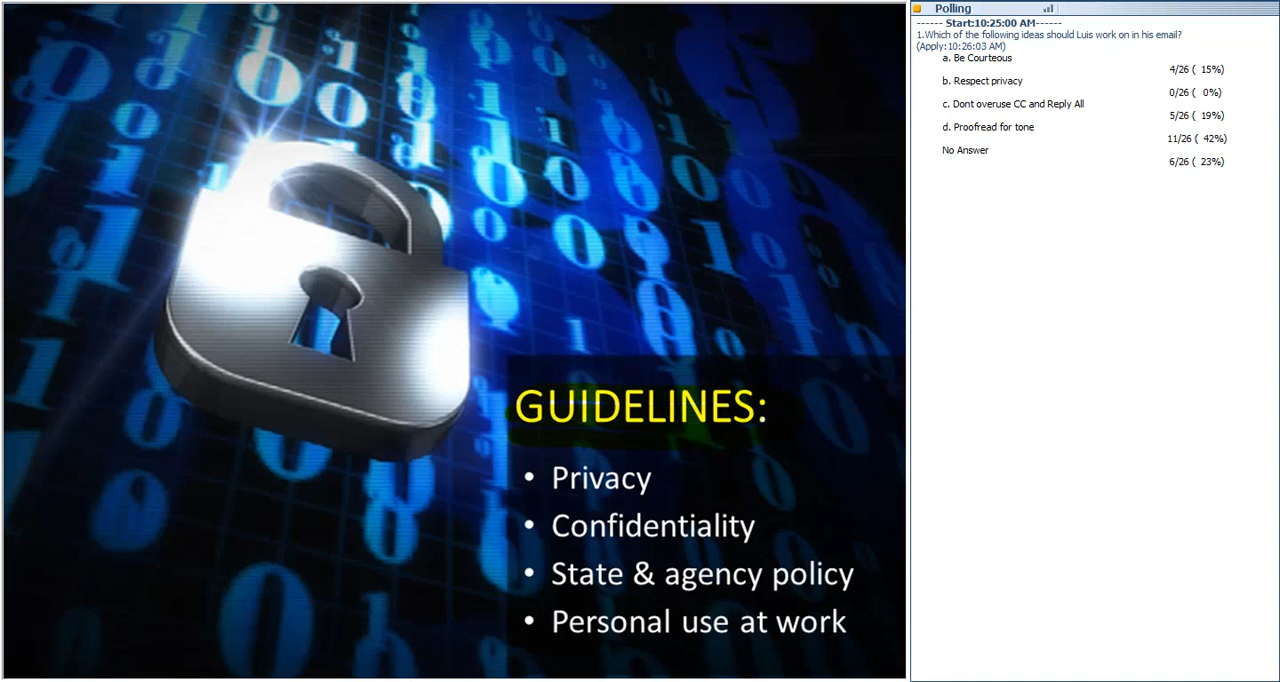 GUIDELINES:
• Privacy
• Confidentiality
• State & agency policy
• Personal use at work
Polling
------ Start:10:25:00 AM------
1.Which of the following ideas should Luis work on in his email?
(Apply:10:26:03 AM)
a. Be Courteous
4/26 ( 15%)
b. Respect privacy
0/26 ( 0%)
c. Dont overuse CC and Reply All
5/26 ( 19%)
d. Proofread for tone
11/26 ( 42%)
No Answer
6/26 ( 23%)